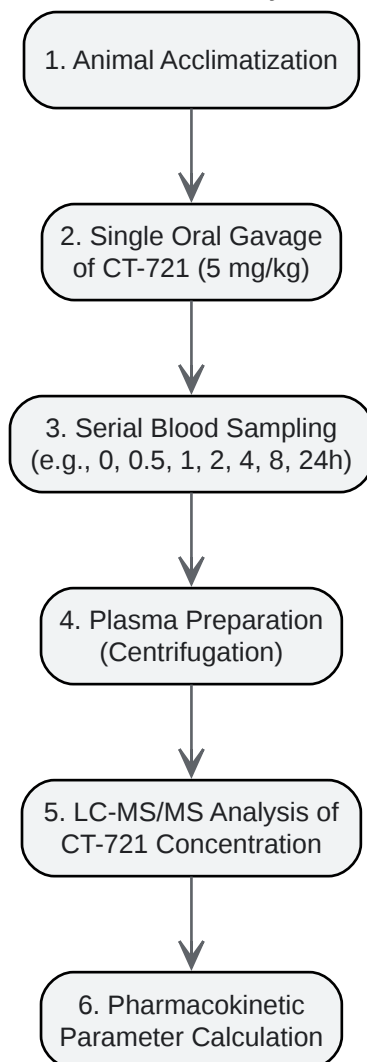 1. Animal Acclimatization
2. Single Oral Gavage
of CT-721 (5 mg/kg)
3. Serial Blood Sampling
(e.g., 0, 0.5, 1, 2, 4, 8, 24h)
4. Plasma Preparation
(Centrifugation)
5. LC-MS/MS Analysis of
CT-721 Concentration
6. Pharmacokinetic
Parameter Calculation